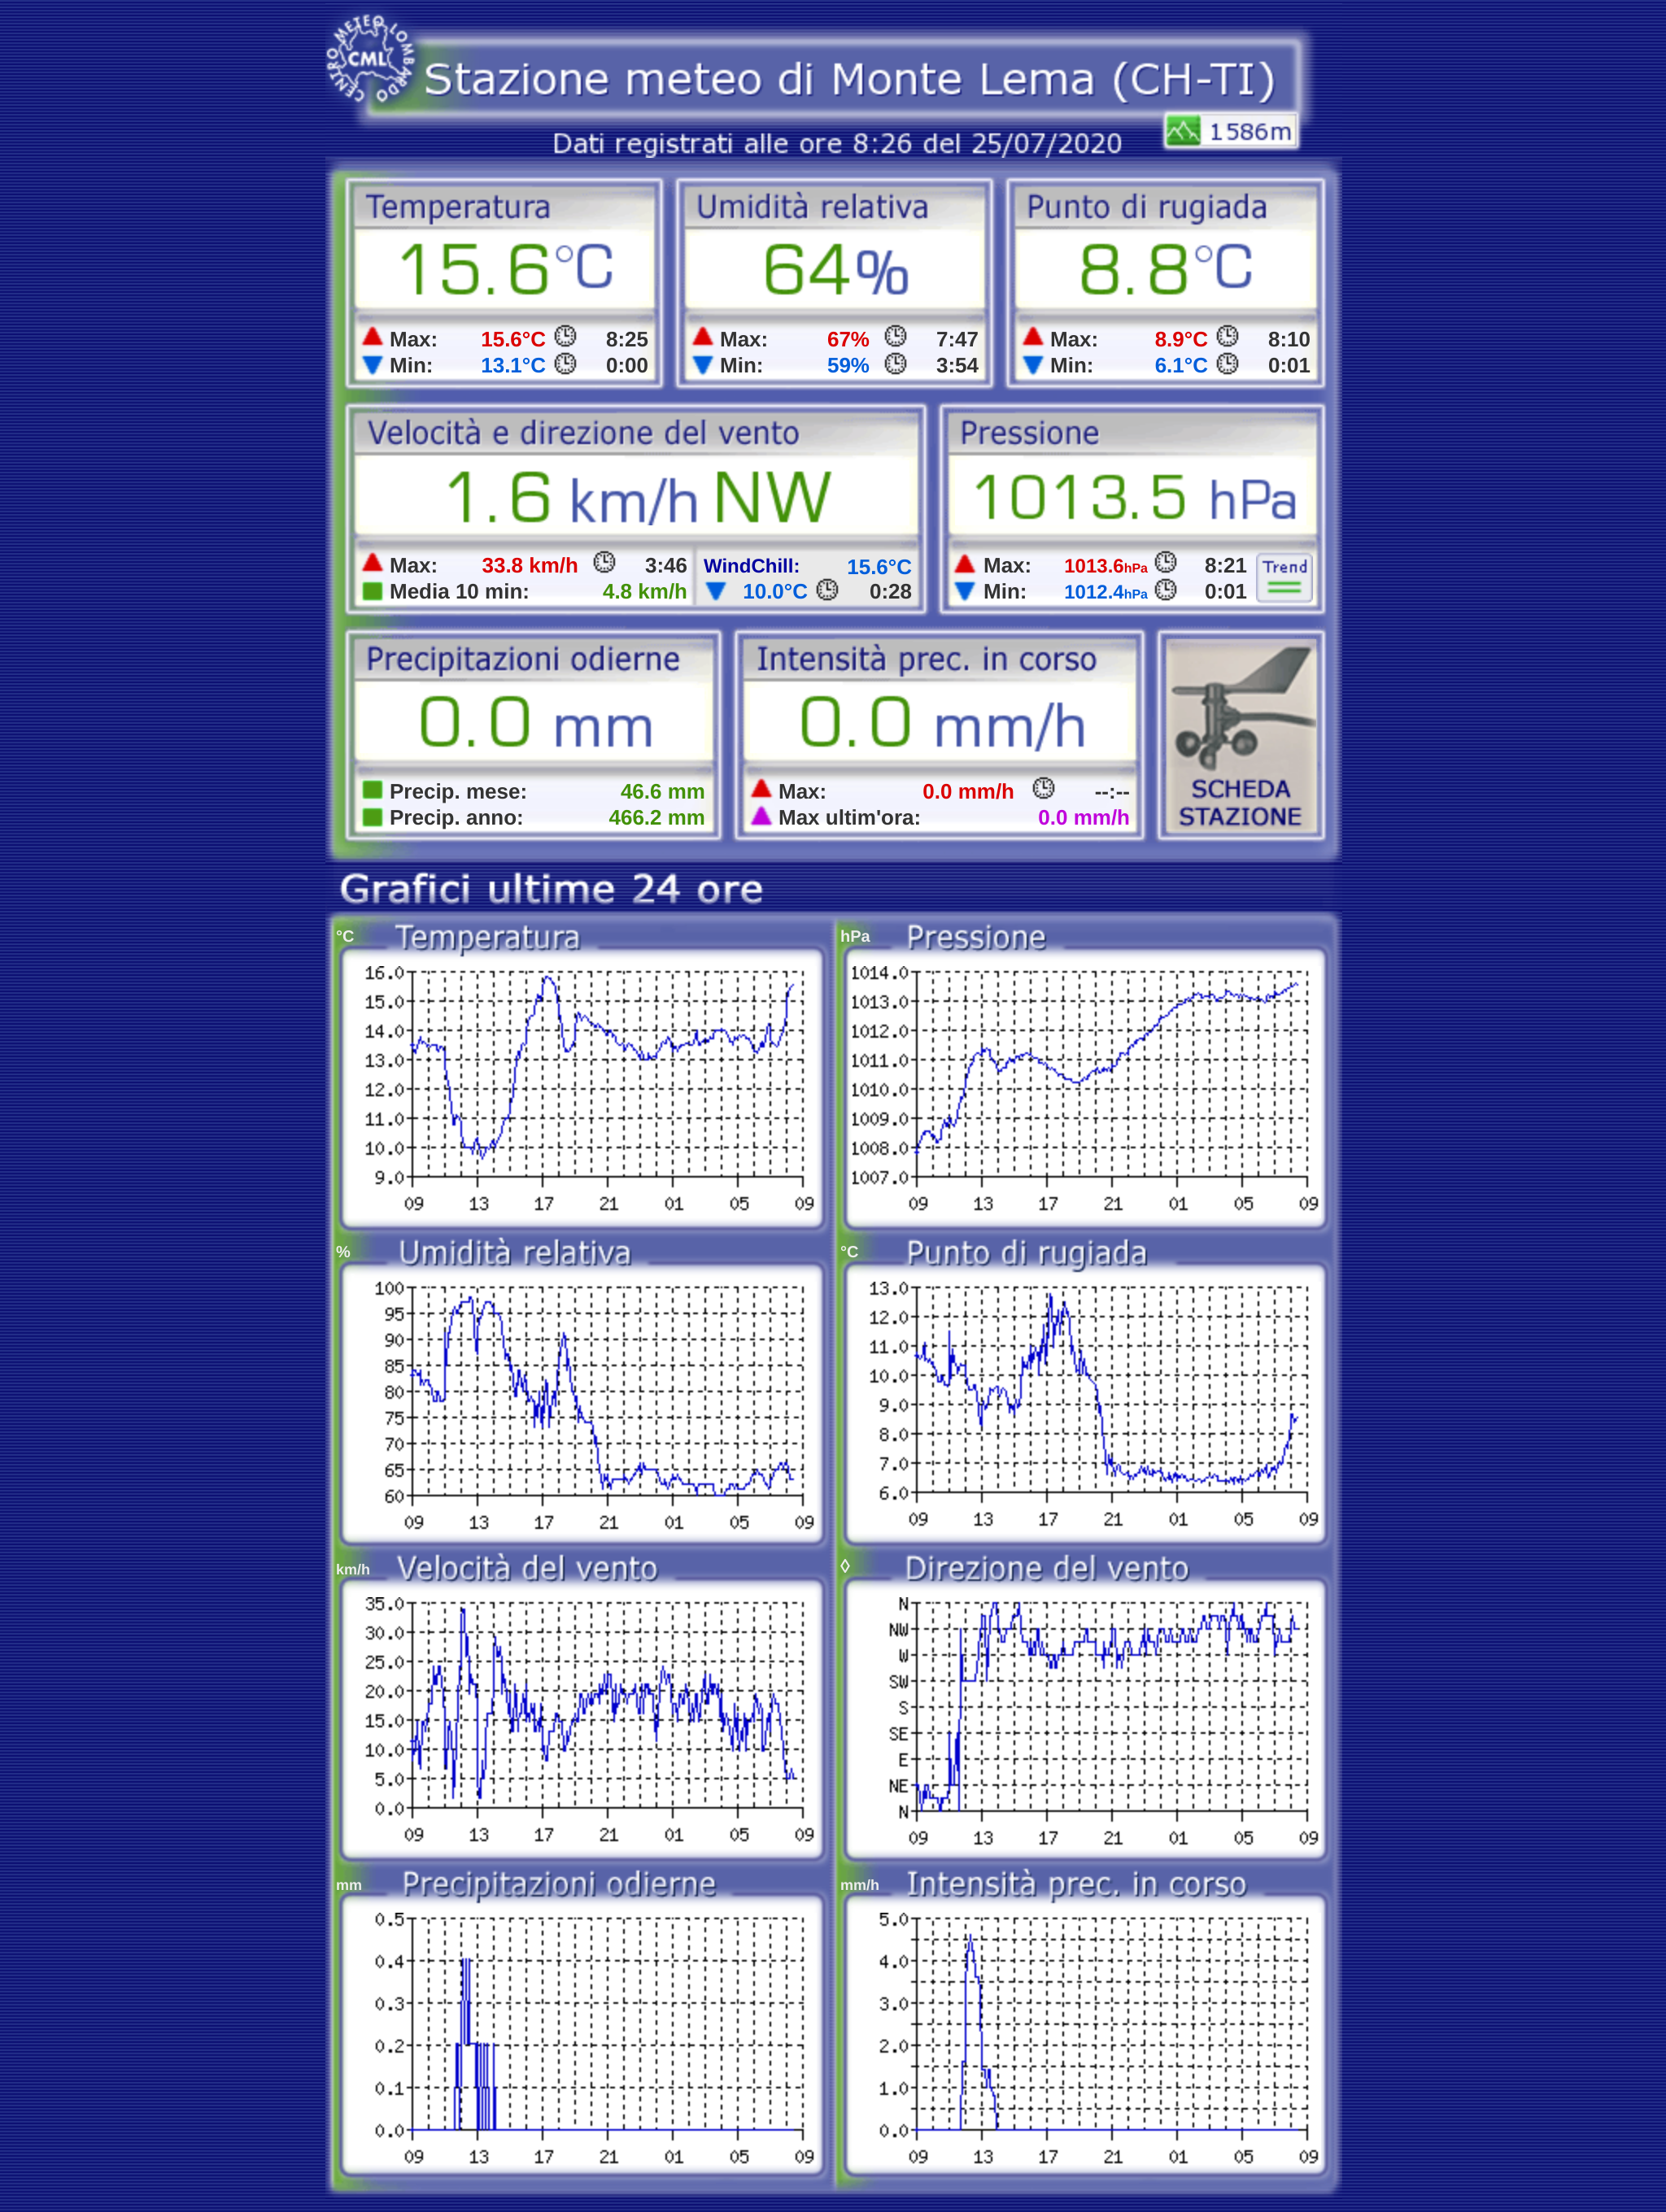 CENTRO METEO LOMBARDO
CML
Stazione meteo di Monte Lema (CH-TI)
Dati registrati alle ore 8:26 del 25/07/2020
1586m
Temperatura
15.6°C
Max: 15.6°C 8:25
Min: 13.1°C 0:00
Umidità relativa
64%
Max: 67% 7:47
Min: 59% 3:54
Punto di rugiada
8.8°C
Max: 8.9°C 8:10
Min: 6.1°C 0:01
Velocità e direzione del vento
1.6 km/h NW
Max: 33.8 km/h 3:46
Media 10 min: 4.8 km/h
WindChill: 15.6°C
10.0°C 0:28
Pressione
1013.5 hPa
Max: 1013.6hPa 8:21
Min: 1012.4hPa 0:01
Trend
Precipitazioni odierne
0.0 mm
Precip. mese: 46.6 mm
Precip. anno: 466.2 mm
Intensità prec. in corso
0.0 mm/h
Max: 0.0 mm/h --:--
Max ultim'ora: 0.0 mm/h
SCHEDA
STAZIONE
Grafici ultime 24 ore
°C Temperatura
16.0
15.0
14.0
13.0
12.0
11.0
10.0
9.0
09 13 17 21 01 05 09
hPa Pressione
1014.0
1013.0
1012.0
1011.0
1010.0
1009.0
1008.0
1007.0
09 13 17 21 01 05 09
% Umidità relativa
100
95
90
85
80
75
70
65
60
09 13 17 21 01 05 09
°C Punto di rugiada
13.0
12.0
11.0
10.0
9.0
8.0
7.0
6.0
09 13 17 21 01 05 09
km/h Velocità del vento
35.0
30.0
25.0
20.0
15.0
10.0
5.0
0.0
09 13 17 21 01 05 09
◊ Direzione del vento
N
NW
W
SW
S
SE
E
NE
N
09 13 17 21 01 05 09
mm Precipitazioni odierne
0.5
0.4
0.3
0.2
0.1
0.0
09 13 17 21 01 05 09
mm/h Intensità prec. in corso
5.0
4.0
3.0
2.0
1.0
0.0
09 13 17 21 01 05 09